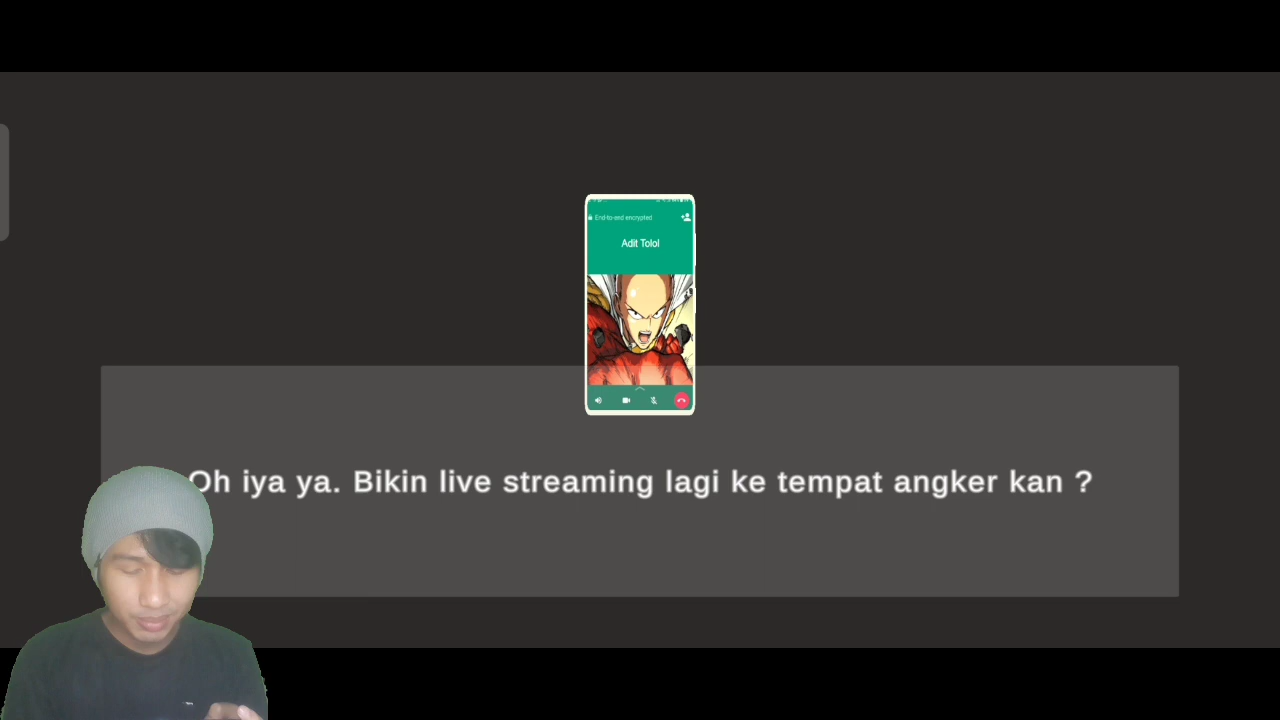 End-to-end encrypted
Adit Tolol
Oh iya ya. Bikin live streaming lagi ke tempat angker kan ?